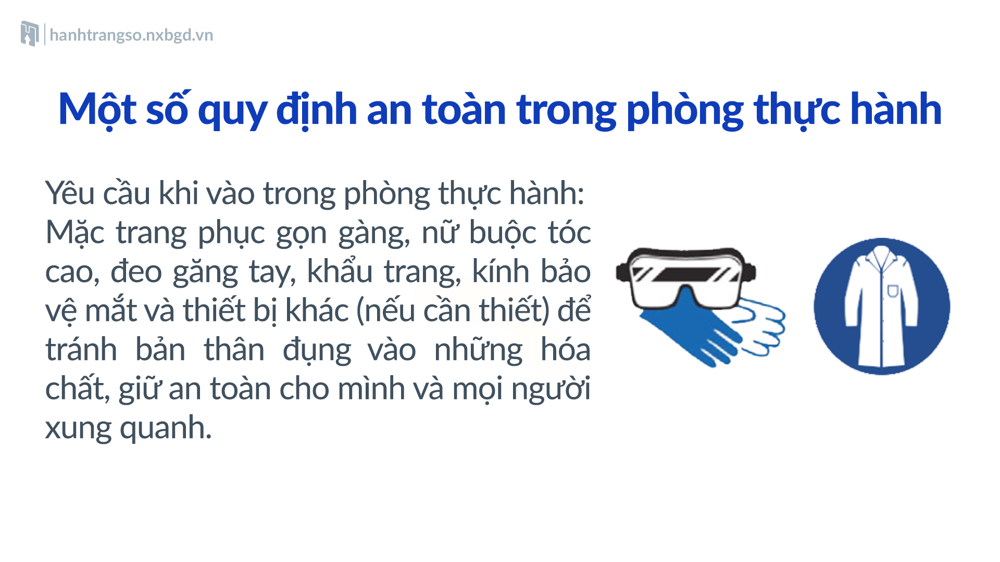 hanhtrangso.nxbgd.vn
Một số quy định an toàn trong phòng thực hành
Yêu cầu khi vào trong phòng thực hành:
Mặc trang phục gọn gàng, nữ buộc tóc
cao, đeo găng tay, khẩu trang, kính bảo
vệ mắt và thiết bị khác (nếu cần thiết) để
tránh bản thân đụng vào những hóa
chất, giữ an toàn cho mình và mọi người
xung quanh.